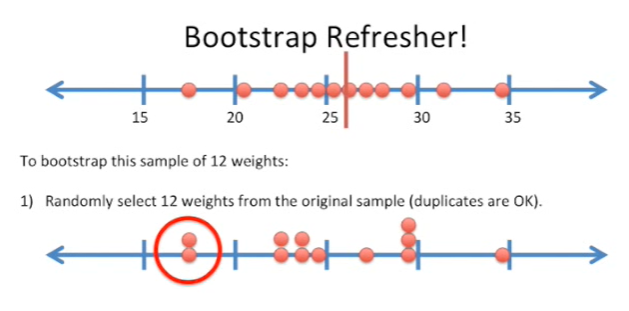 Bootstrap Refresher!
15 20 25 30 35
To bootstrap this sample of 12 weights:
1) Randomly select 12 weights from the original sample (duplicates are OK).